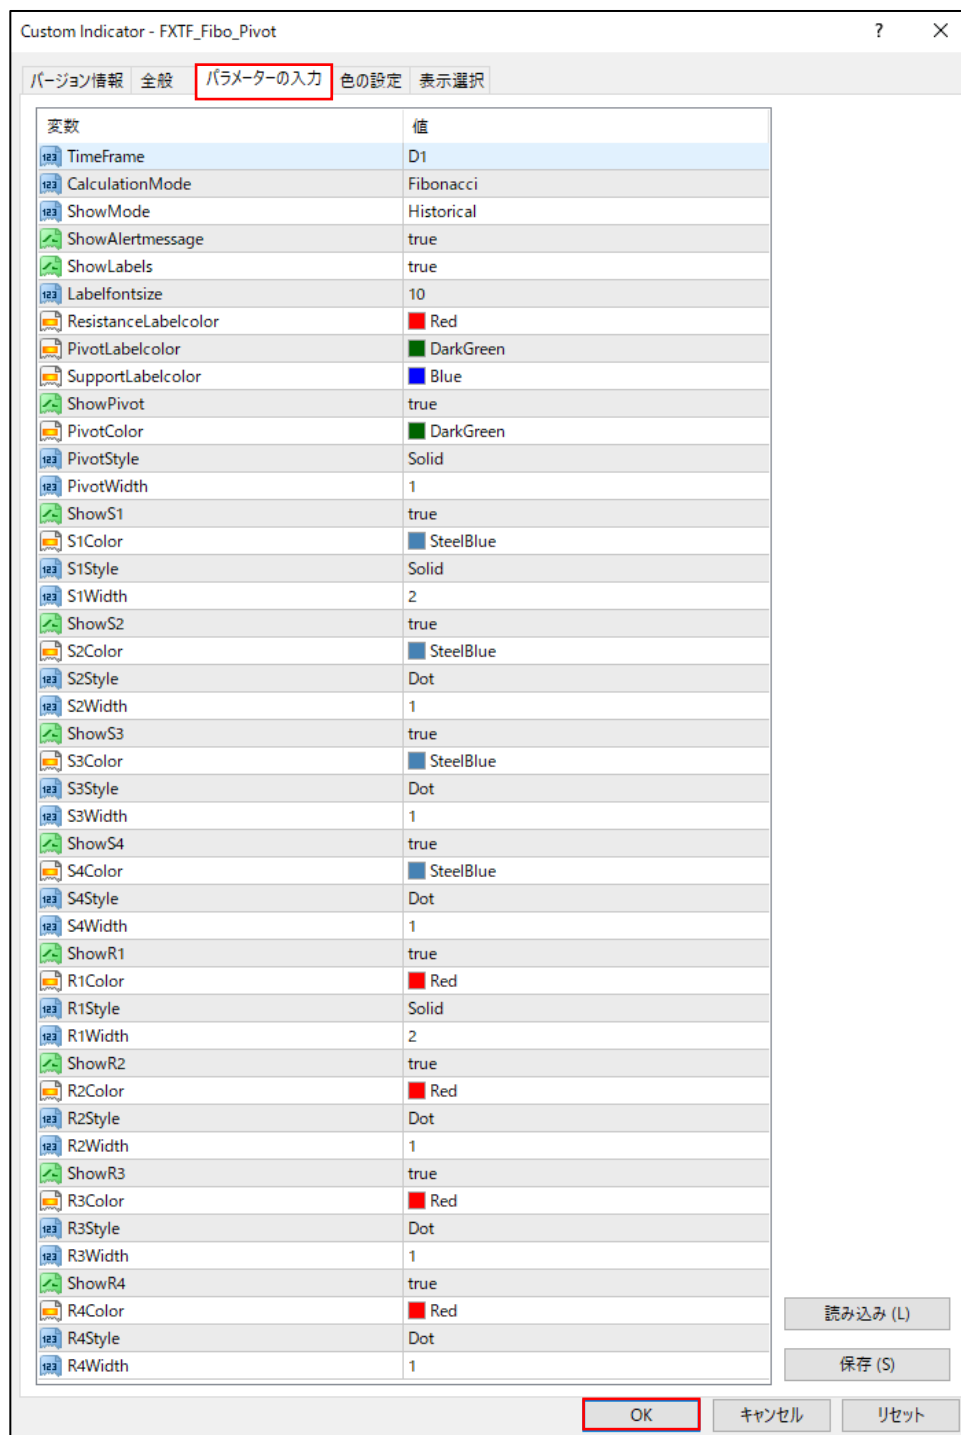 Custom Indicator - FXTF_Fibo_Pivot ? ×
バージョン情報 全般 パラメーターの入力 色の設定 表示選択
変数 値
TimeFrame D1
CalculationMode Fibonacci
ShowMode Historical
ShowAlertmessage true
ShowLabels true
Labelfontsize 10
ResistanceLabelcolor Red
PivotLabelcolor DarkGreen
SupportLabelcolor Blue
ShowPivot true
PivotColor DarkGreen
PivotStyle Solid
PivotWidth 1
ShowS1 true
S1Color SteelBlue
S1Style Solid
S1Width 2
ShowS2 true
S2Color SteelBlue
S2Style Dot
S2Width 1
ShowS3 true
S3Color SteelBlue
S3Style Dot
S3Width 1
ShowS4 true
S4Color SteelBlue
S4Style Dot
S4Width 1
ShowR1 true
R1Color Red
R1Style Solid
R1Width 2
ShowR2 true
R2Color Red
R2Style Dot
R2Width 1
ShowR3 true
R3Color Red
R3Style Dot
R3Width 1
ShowR4 true
R4Color Red
R4Style Dot
R4Width 1
読み込み (L)
保存 (S)
OK キャンセル リセット